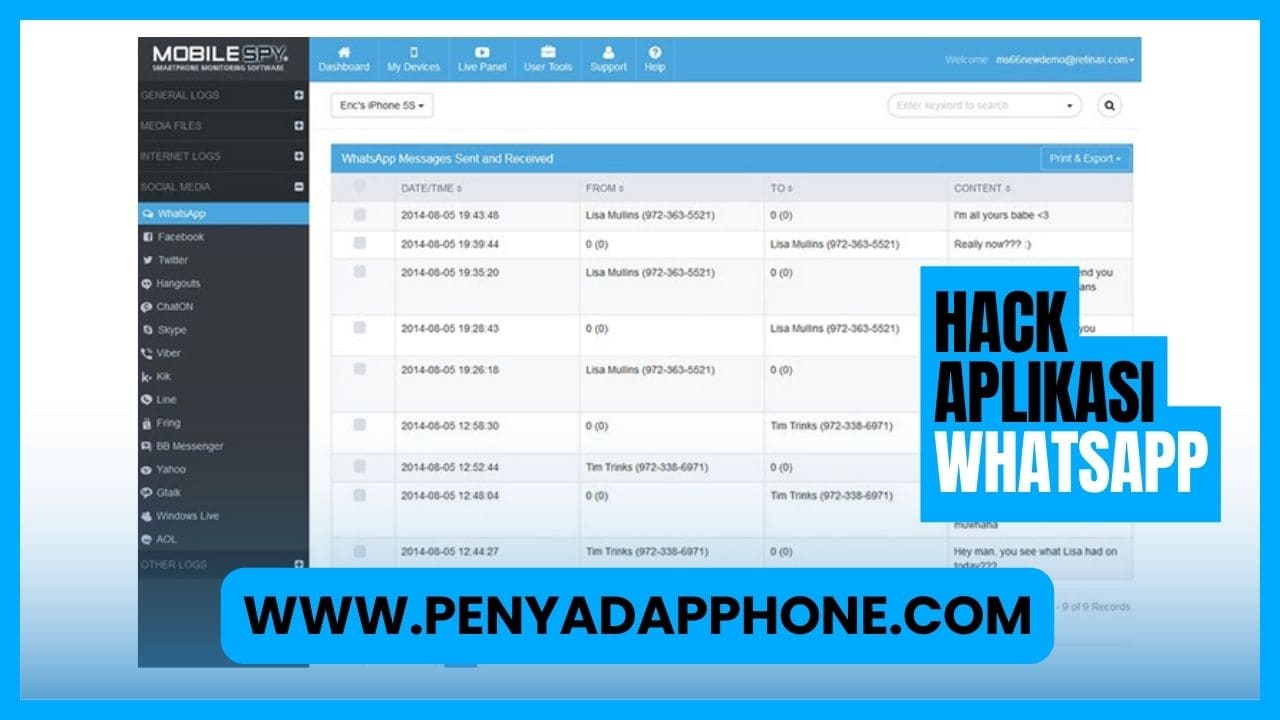 MOBILE SPY.
SMARTPHONE MONITORING SOFTWARE
Dashboard
My Devices
Live Panel
User Tools
Support
Help
Welcome ms66newdemo@retinax.com
GENERAL LOGS
MEDIA FILES
INTERNET LOGS
SOCIAL MEDIA
WhatsApp
Facebook
Twitter
Hangouts
ChatON
Skype
Viber
Kik
Line
Fring
BB Messenger
Yahoo
Gtalk
Windows Live
AOL
OTHER LOGS
Eric's iPhone 5S
Enter keyword to search
WhatsApp Messages Sent and Received
Print & Export
DATE/TIME FROM TO CONTENT
2014-08-05 19:43:48 Lisa Mullins (972-363-5521) 0 (0) I'm all yours babe <3
2014-08-05 19:39:44 0 (0) Lisa Mullins (972-363-5521) Really now??? :)
2014-08-05 19:35:20 Lisa Mullins (972-363-5521) 0 (0) you
2014-08-05 19:28:43 0 (0) Lisa Mullins (972-363-5521) you
2014-08-05 19:26:18 Lisa Mullins (972-363-5521) 0 (0)
2014-08-05 12:58:30 0 (0) Tim Trinks (972-338-6971)
2014-08-05 12:52:44 Tim Trinks (972-338-6971) 0 (0)
2014-08-05 12:48:04 0 (0) Tim Trinks (972-338-6971)
muwhaha
2014-08-05 12:44:27 Tim Trinks (972-338-6971) 0 (0) Hey man, you see what Lisa had on
today???
- 9 of 9 Records.
HACK
APLIKASI
WHATSAPP
WWW.PENYADAPPHONE.COM